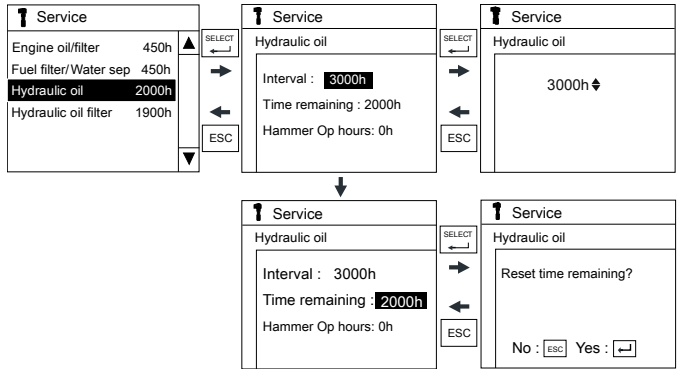 Service
Engine oil/filter 450h
Fuel filter/Water sep 450h
Hydraulic oil 2000h
Hydraulic oil filter 1900h
SELECT
ESC
Service
Hydraulic oil
Interval : 3000h
Time remaining : 2000h
Hammer Op hours: 0h
SELECT
ESC
Service
Hydraulic oil
3000h
Service
Hydraulic oil
Interval : 3000h
Time remaining : 2000h
Hammer Op hours: 0h
SELECT
ESC
Service
Hydraulic oil
Reset time remaining?
No : ESC Yes :